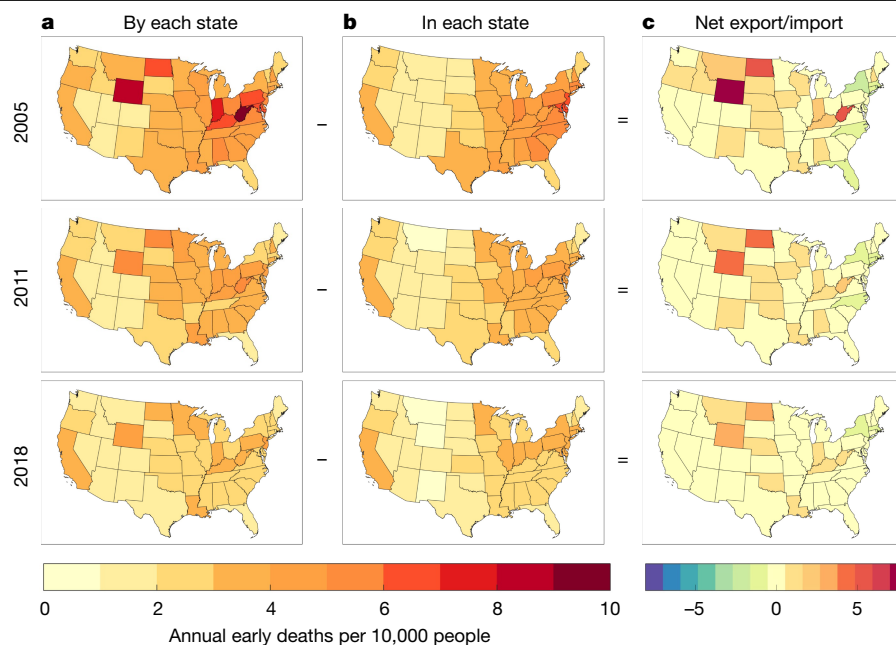 a By each state
b In each state
c Net export/import
2005
–
=
2011
–
=
2018
–
=
0 2 4 6 8 10
Annual early deaths per 10,000 people
–5 0 5